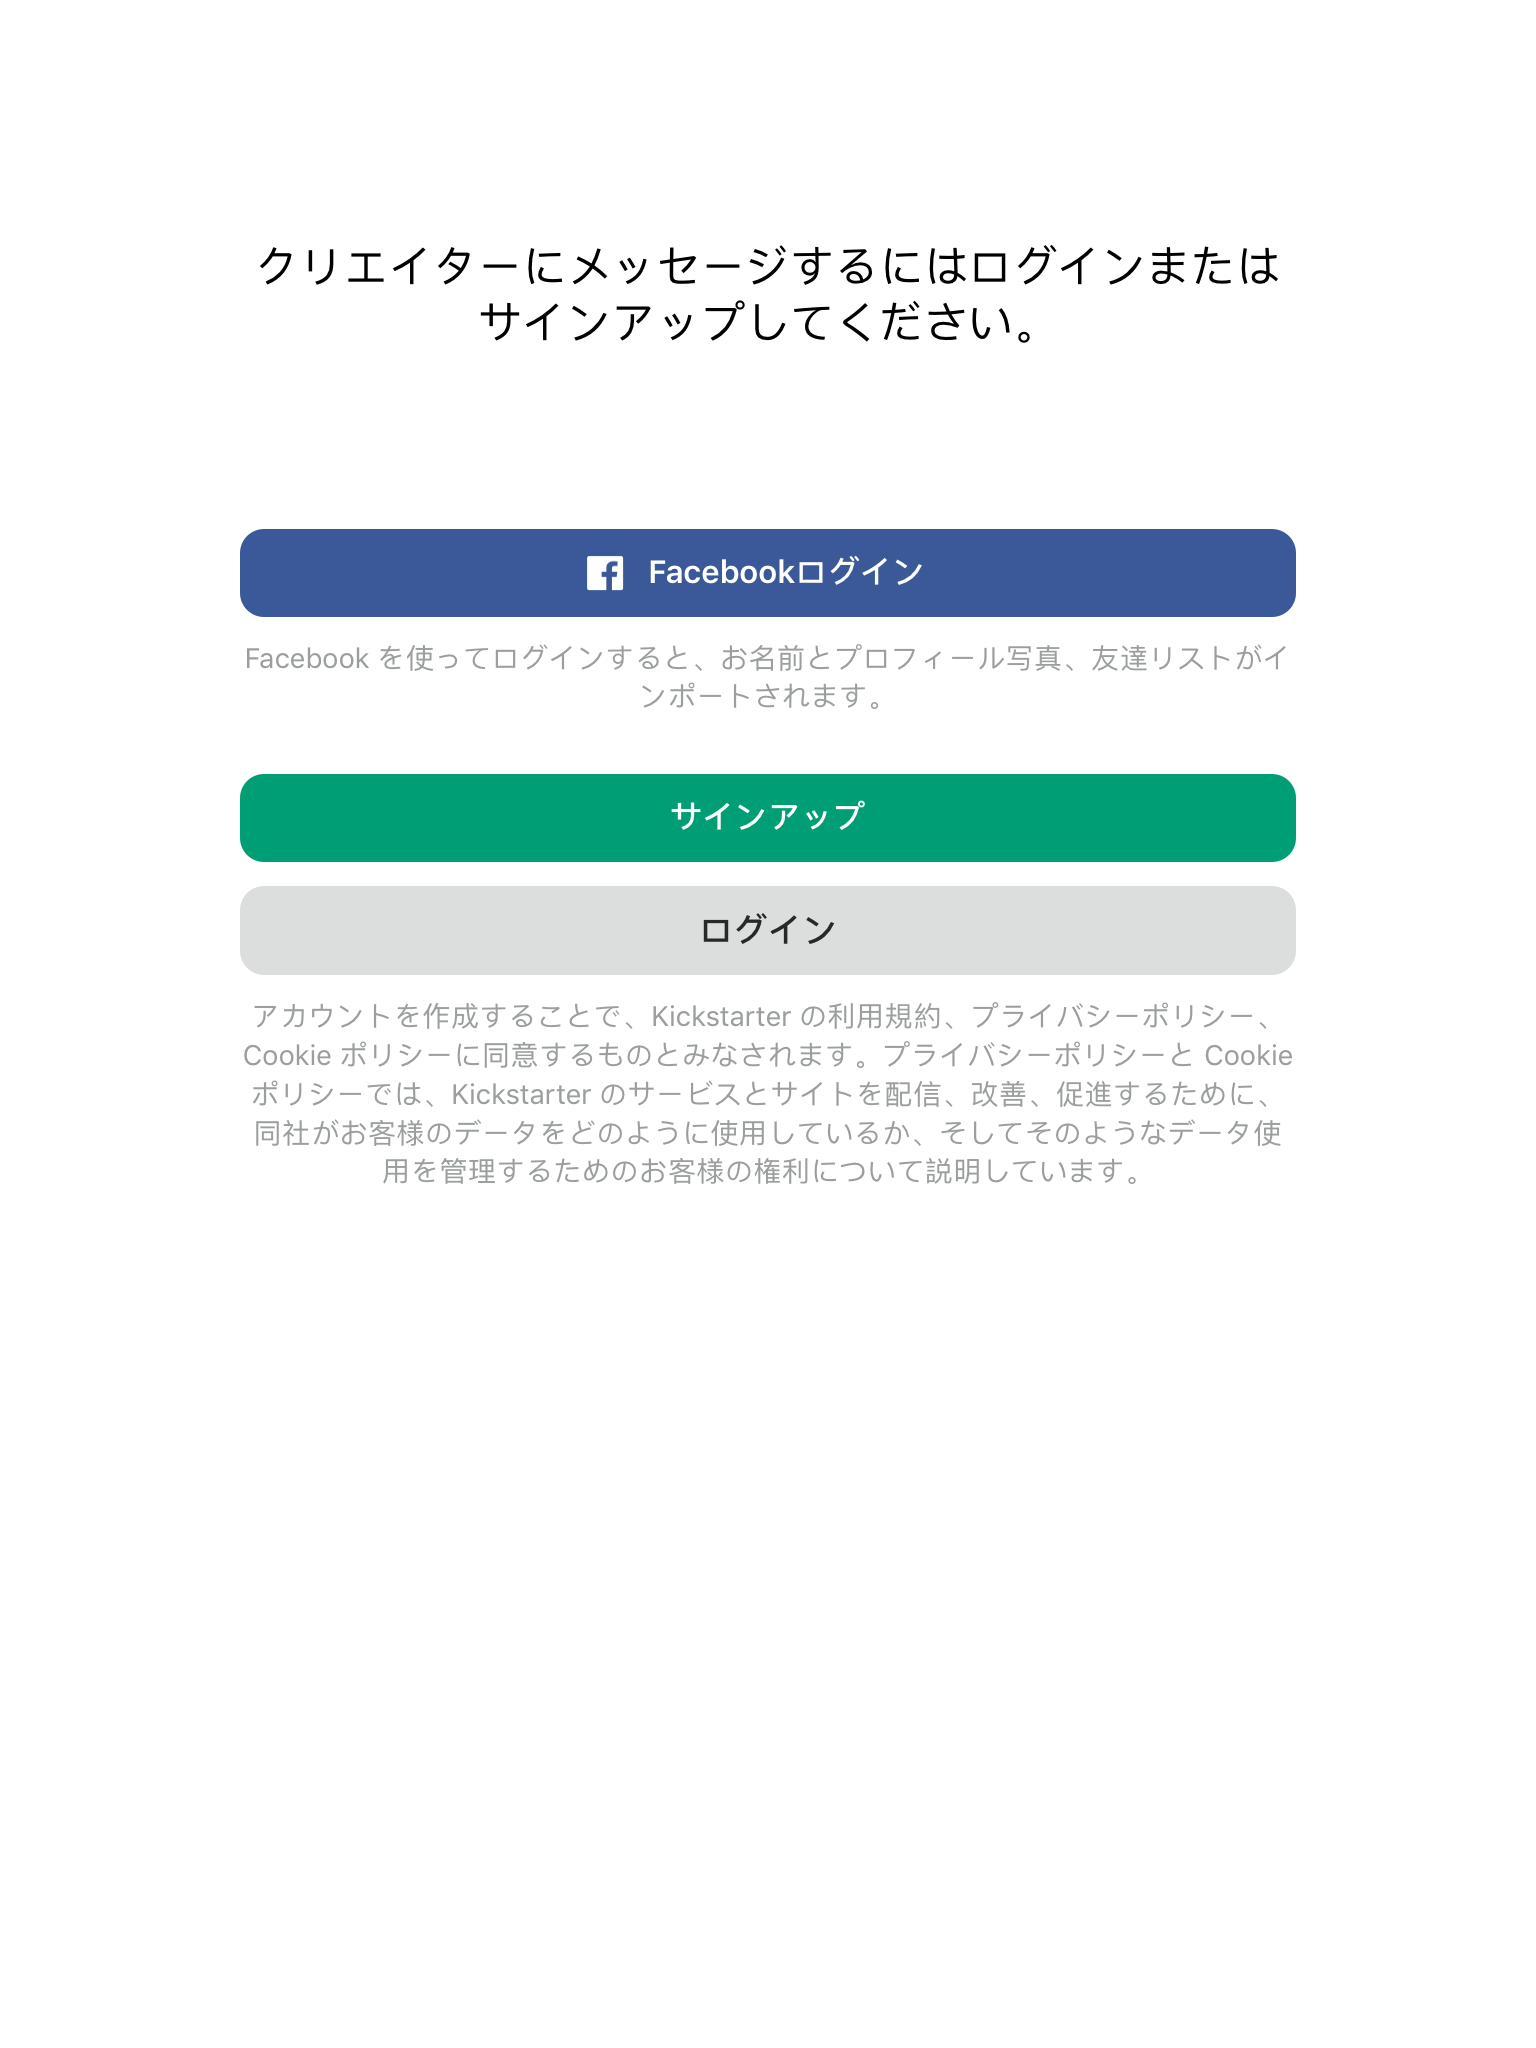 クリエイターにメッセージするにはログインまたは
サインアップしてください。
Facebookログイン
Facebook を使ってログインすると、お名前とプロフィール写真、友達リストがイ
ンポートされます。
サインアップ
ログイン
アカウントを作成することで、Kickstarter の利用規約、プライバシーポリシー、
Cookie ポリシーに同意するものとみなされます。プライバシーポリシーと Cookie
ポリシーでは、Kickstarter のサービスとサイトを配信、改善、促進するために、
同社がお客様のデータをどのように使用しているか、そしてそのようなデータ使
用を管理するためのお客様の権利について説明しています。